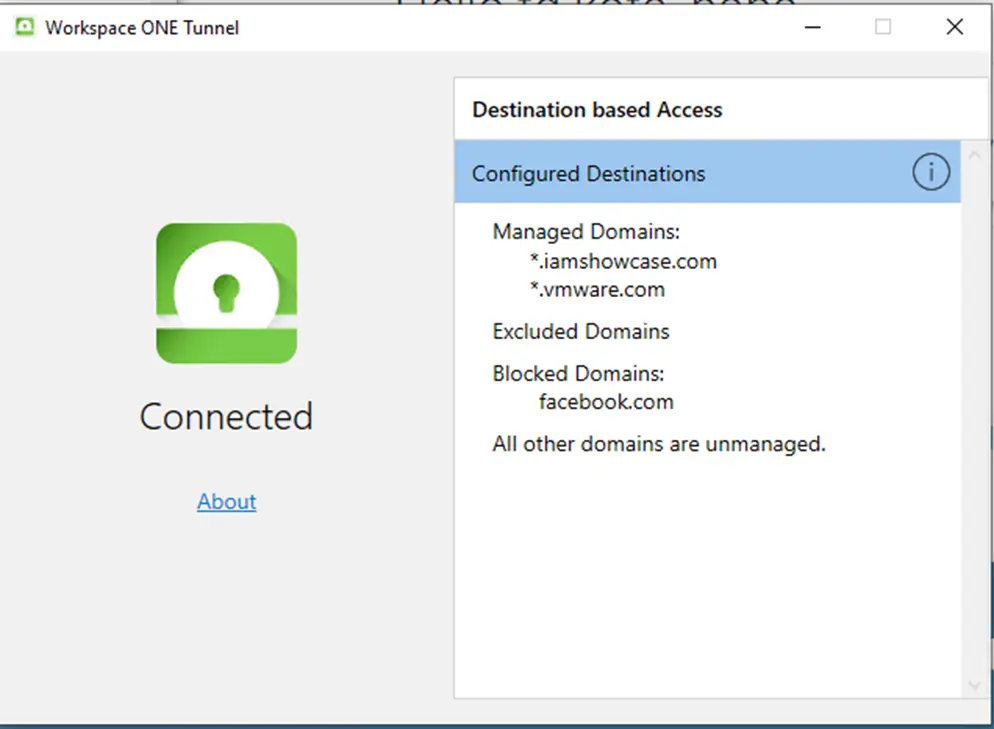 Workspace ONE Tunnel
Destination based Access
Configured Destinations
Managed Domains:
*.iamshowcase.com
*.vmware.com
Excluded Domains
Blocked Domains:
facebook.com
All other domains are unmanaged.
Connected
About